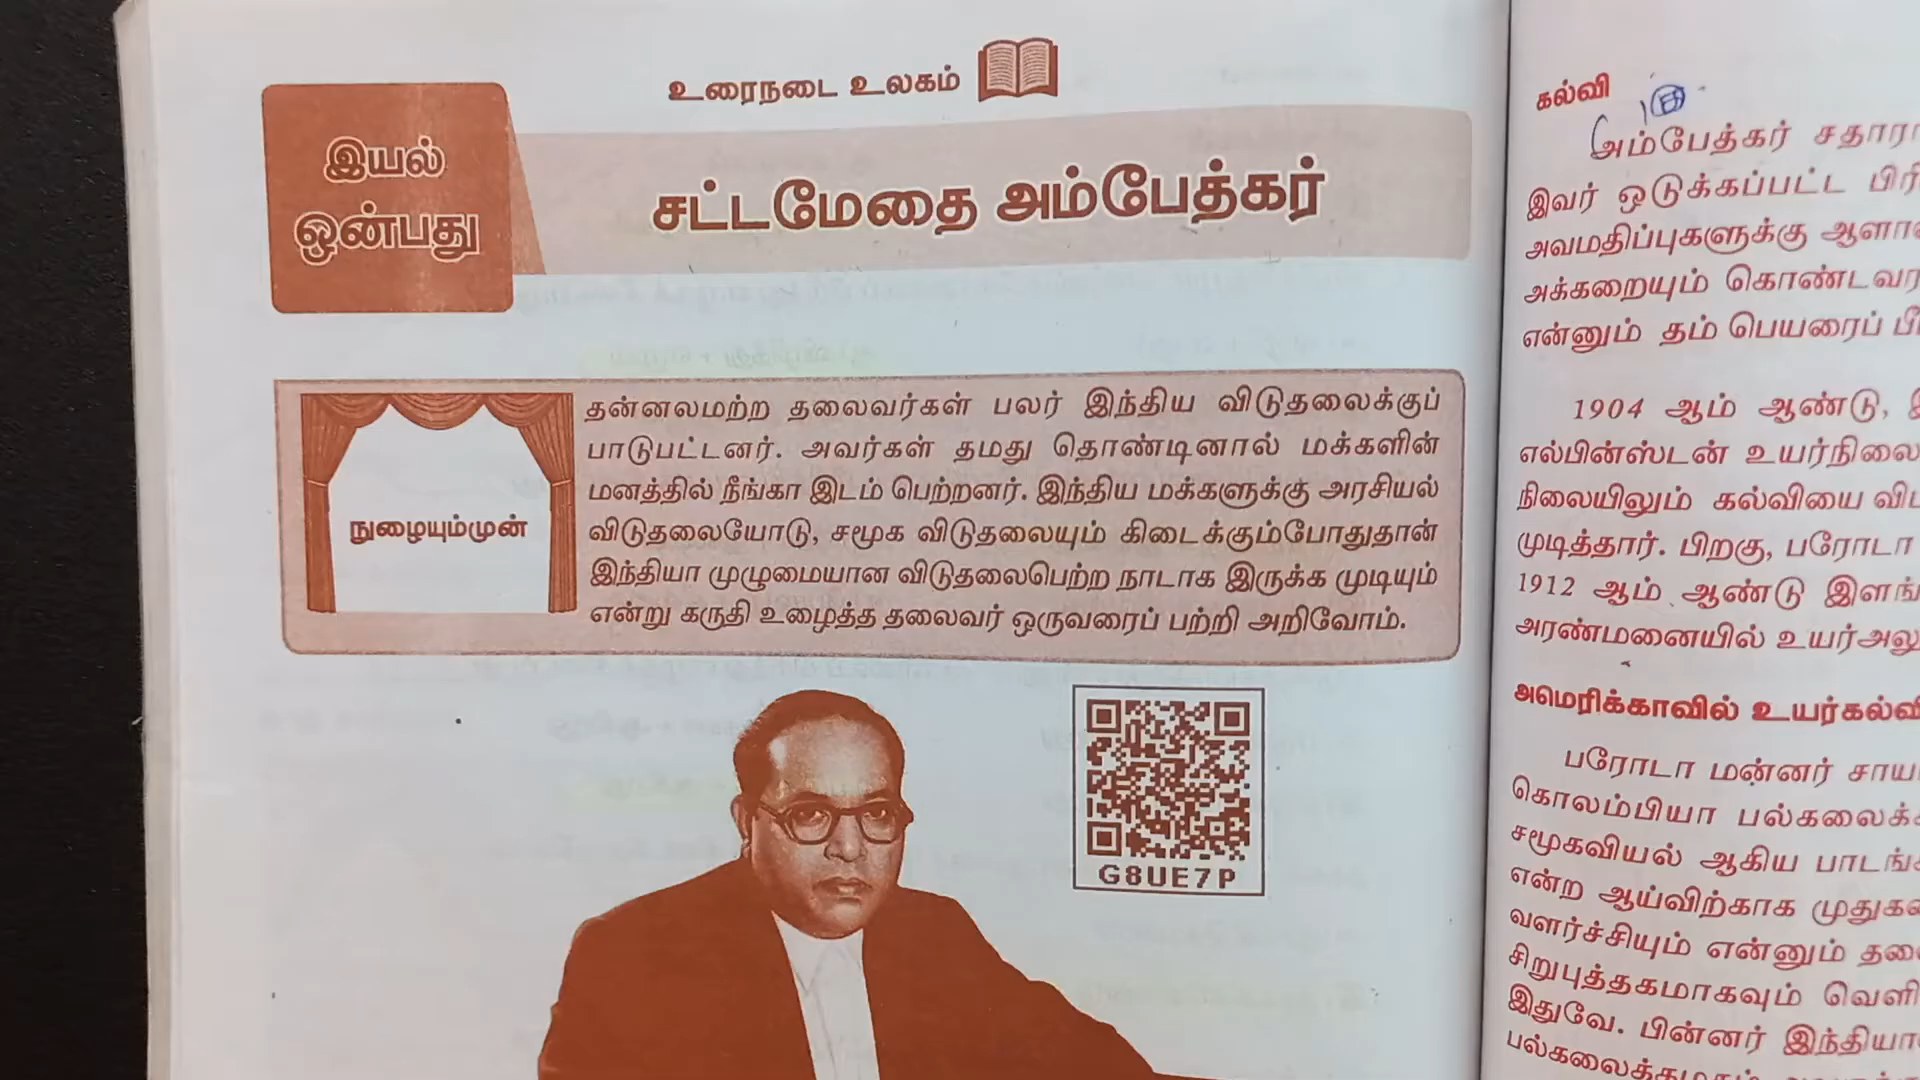 உரைநடை உலகம்
இயல்
ஒன்பது
சட்டமேதை அம்பேத்கர்
நுழையும்முன்
தன்னலமற்ற தலைவர்கள் பலர் இந்திய விடுதலைக்குப்
பாடுபட்டனர். அவர்கள் தமது தொண்டினால் மக்களின்
மனத்தில் நீங்கா இடம் பெற்றனர். இந்திய மக்களுக்கு அரசியல்
விடுதலையோடு, சமூக விடுதலையும் கிடைக்கும்போதுதான்
இந்தியா முழுமையான விடுதலைபெற்ற நாடாக இருக்க முடியும்
என்று கருதி உழைத்த தலைவர் ஒருவரைப் பற்றி அறிவோம்.
G8UE7P
கல்வி
அம்பேத்கர்
இவர் ஒடுக்கப்பட்ட
அவமதிப்புகளுக்கு
அக்கறையும்
என்னும் தம் பெயரைப்
1904 ஆம் ஆண்டு,
எல்பின்ஸ்டன்
நிலையிலும் கல்வியை
முடித்தார். பிறகு, பரோடா
1912 ஆம் ஆண்டு
அரண்மனையில்
அமெரிக்காவில் உயர்கல்வி
பரோடா மன்னர்
கொலம்பியா
சமூகவியல் ஆகிய
என்ற ஆய்விற்காக
வளர்ச்சியும் என்னும்
சிறுபுத்தகமாகவும்
இதுவே. பின்னர்